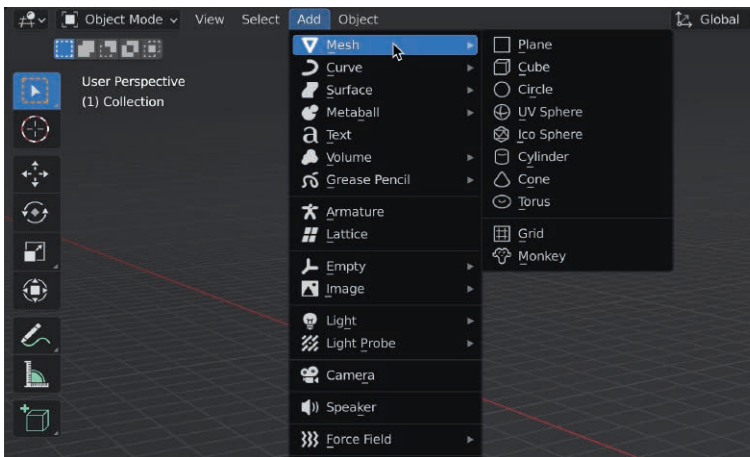 Object Mode View Select Add Object Global
User Perspective
(1) Collection
Mesh
Curve
Surface
Metaball
Text
Volume
Grease Pencil
Armature
Lattice
Empty
Image
Light
Light Probe
Camera
Speaker
Force Field
Plane
Cube
Circle
UV Sphere
Ico Sphere
Cylinder
Cone
Torus
Grid
Monkey